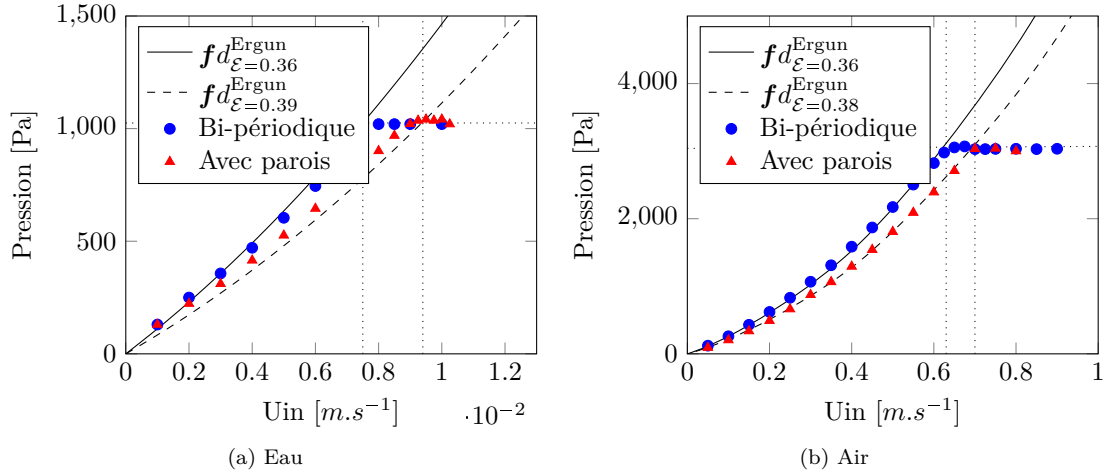 1,500
1,000
500
0
Pression [Pa]
𝒇d^Ergun_ℰ=0.36
𝒇d^Ergun_ℰ=0.39
Bi-périodique
Avec parois
0 0.2 0.4 0.6 0.8 1 1.2
·10⁻²
Uin [m.s⁻¹]
(a) Eau
4,000
2,000
0
Pression [Pa]
𝒇d^Ergun_ℰ=0.36
𝒇d^Ergun_ℰ=0.38
Bi-périodique
Avec parois
0 0.2 0.4 0.6 0.8 1
Uin [m.s⁻¹]
(b) Air